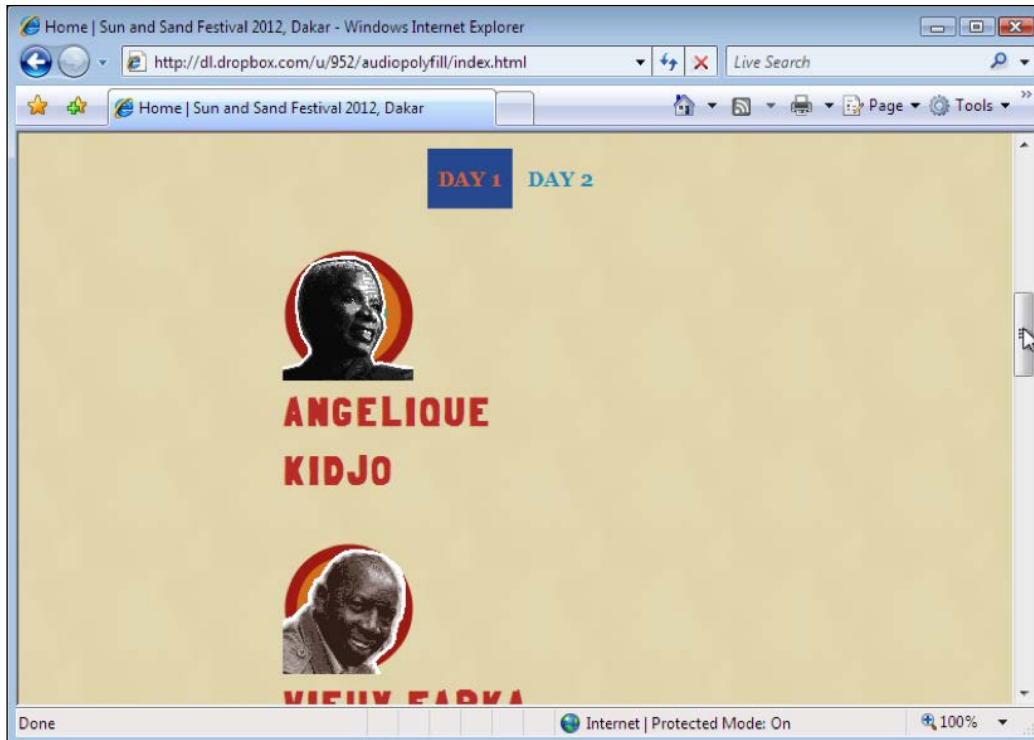 Home | Sun and Sand Festival 2012, Dakar - Windows Internet Explorer
http://dl.dropbox.com/u/952/audiopolyfill/index.html
Live Search
Home | Sun and Sand Festival 2012, Dakar
Page
Tools
DAY 1 DAY 2
ANGELIQUE
KIDJO
VIEUX FARKA
Done
Internet | Protected Mode: On
100%